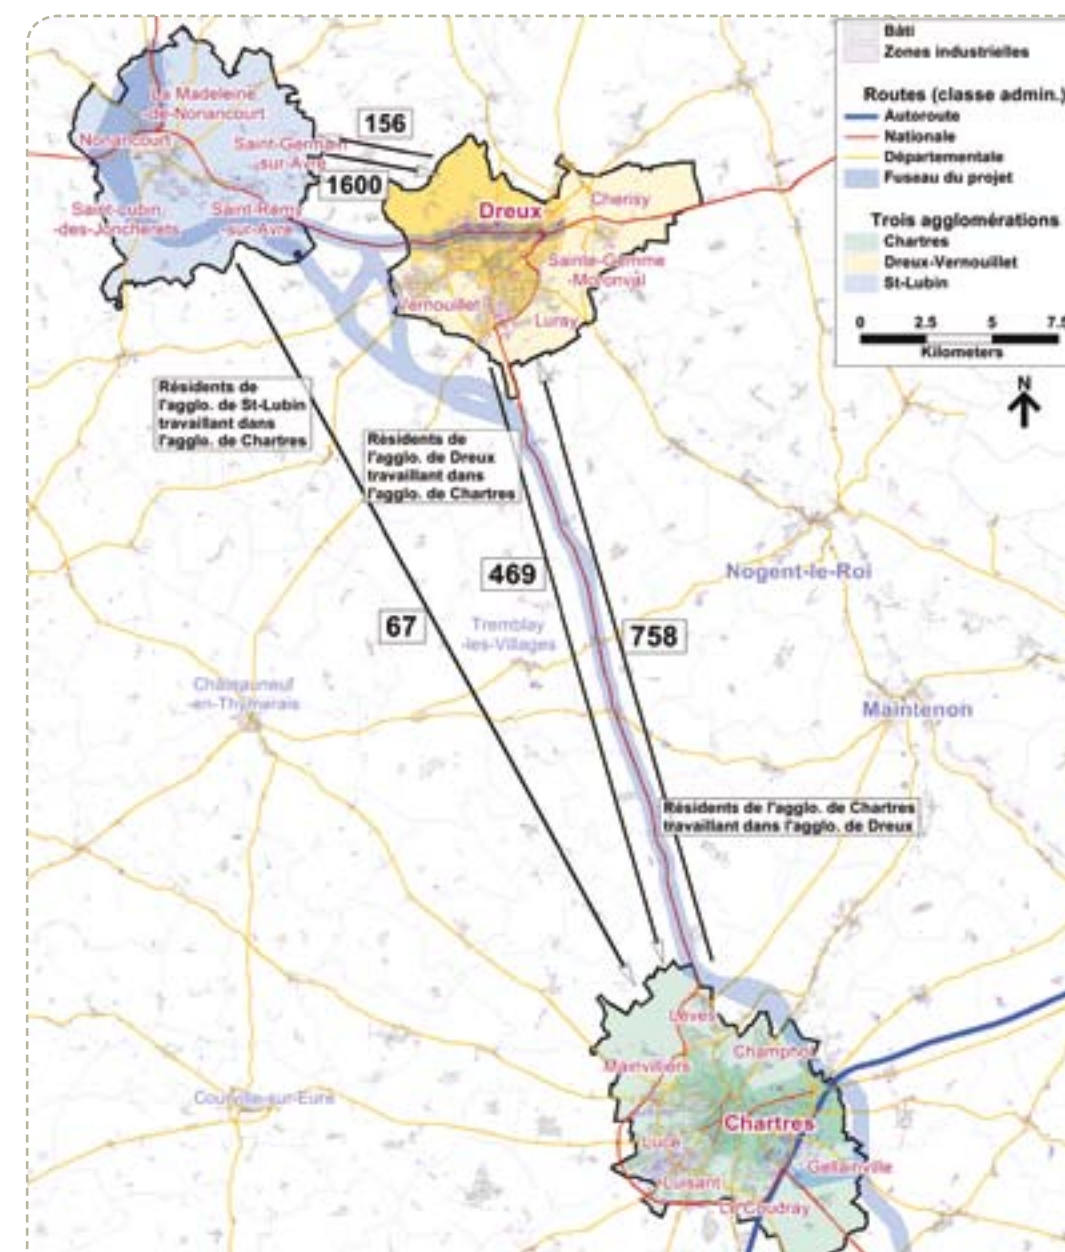 Bâti
Zones industrielles
Routes (classe admin.)
Autoroute
Nationale
Départementale
Fuseau du projet
Trois agglomérations
Chartres
Dreux-Vernouillet
St-Lubin
0 2.5 5 7.5
Kilometers
N
La Madeleine
-de-Nonancourt
Nonancourt
Saint-Germain
-sur-Avre
Saint-Lubin
-des-Joncherets
Saint-Rémy
-sur-Avre
156
1600
Dreux
Cherisy
Sainte-Gemme
-Moronval
Vernouillet
Luray
Résidents de
l'agglo. de St-Lubin
travaillant dans
l'agglo. de Chartres
Résidents de
l'agglo. de Dreux
travaillant dans
l'agglo. de Chartres
469
67
758
Nogent-le-Roi
Tremblay
-les-Villages
Châteauneuf
-en-Thymerais
Maintenon
Résidents de l'agglo. de Chartres
travaillant dans l'agglo. de Dreux
Lèves
Champhol
Mainvilliers
Courville-sur-Eure
Chartres
Lucé
Gellainville
Luisant
Le Coudray